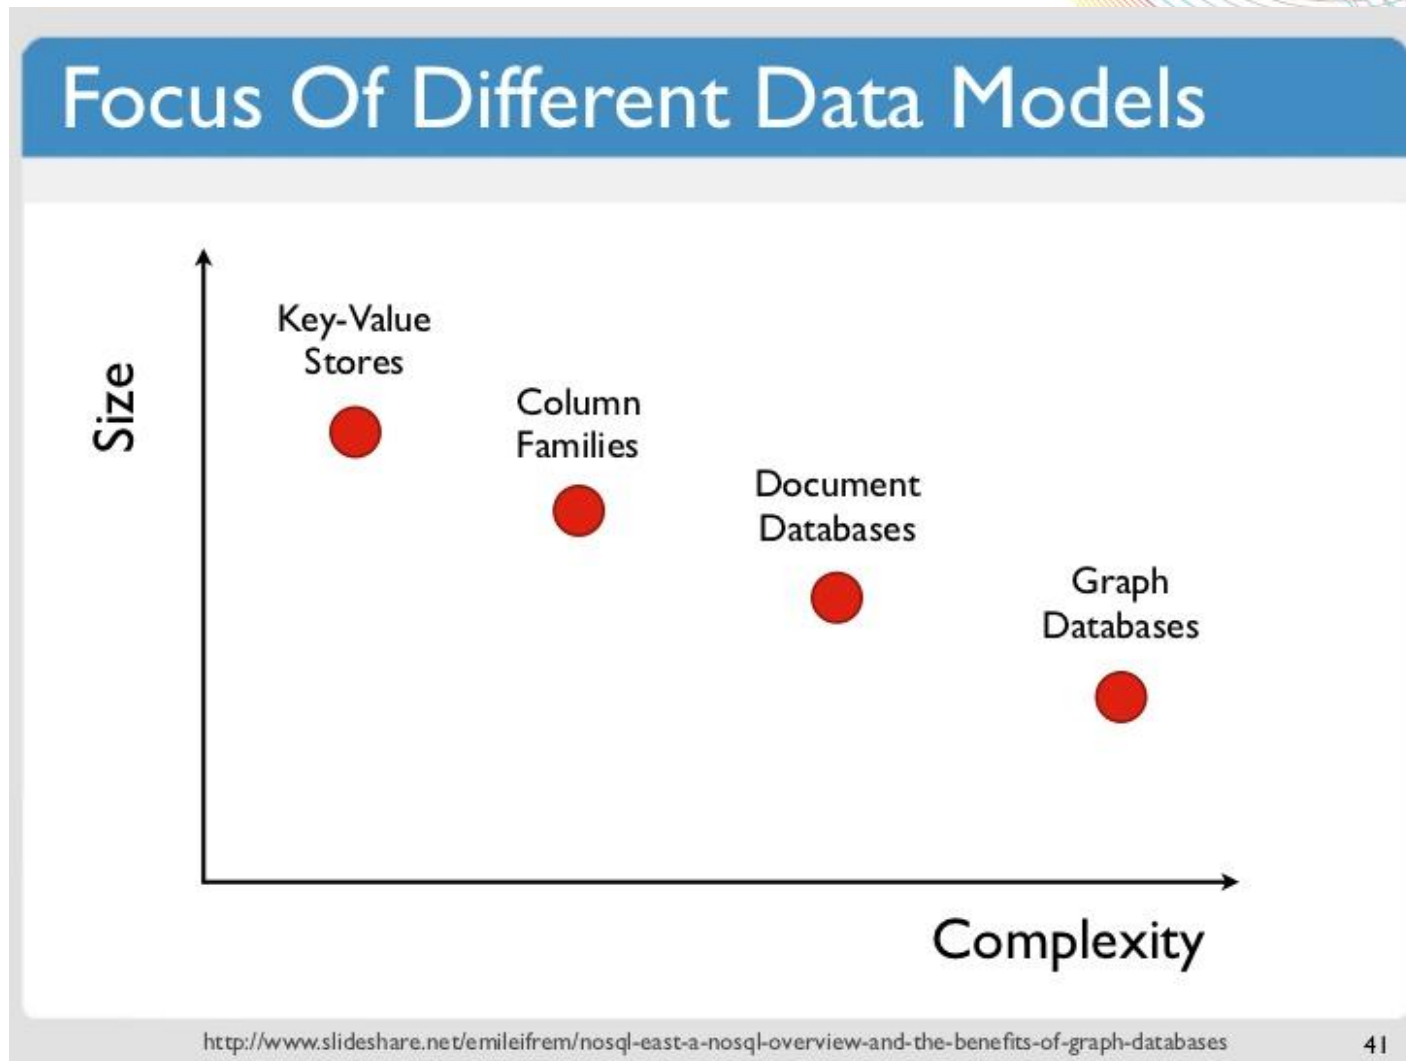 Focus Of Different Data Models
Size
Key-Value
Stores
Column
Families
Document
Databases
Graph
Databases
Complexity
http://www.slideshare.net/emileifrem/nosql-east-a-nosql-overview-and-the-benefits-of-graph-databases
41